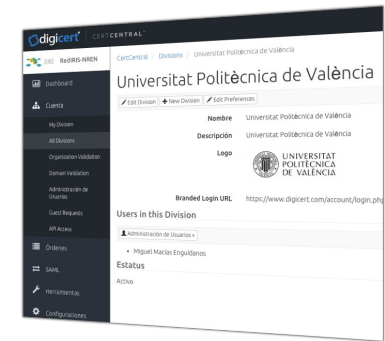 digicert CERTCENTRAL
RedIRIS-NREN
Dashboard
Cuenta
My Division
All Divisions
Organization Validation
Domain Validation
Administración de
Usuarios
Guest Requests
API Access
Órdenes
SAML
Herramientas
Configuraciones
CertCentral / Divisions / Universitat Politècnica de València
Universitat Politècnica de València
Edit Division New Division Edit Preferences
Nombre Universitat Politècnica de València
Descripción Universitat Politècnica de València
Logo
UNIVERSITAT
POLITÈCNICA
DE VALÈNCIA
Branded Login URL https://www.digicert.com/account/login.php
Users in this Division
Administración de Usuarios »
• Miguel Macías Enguídanos
Estatus
Activo